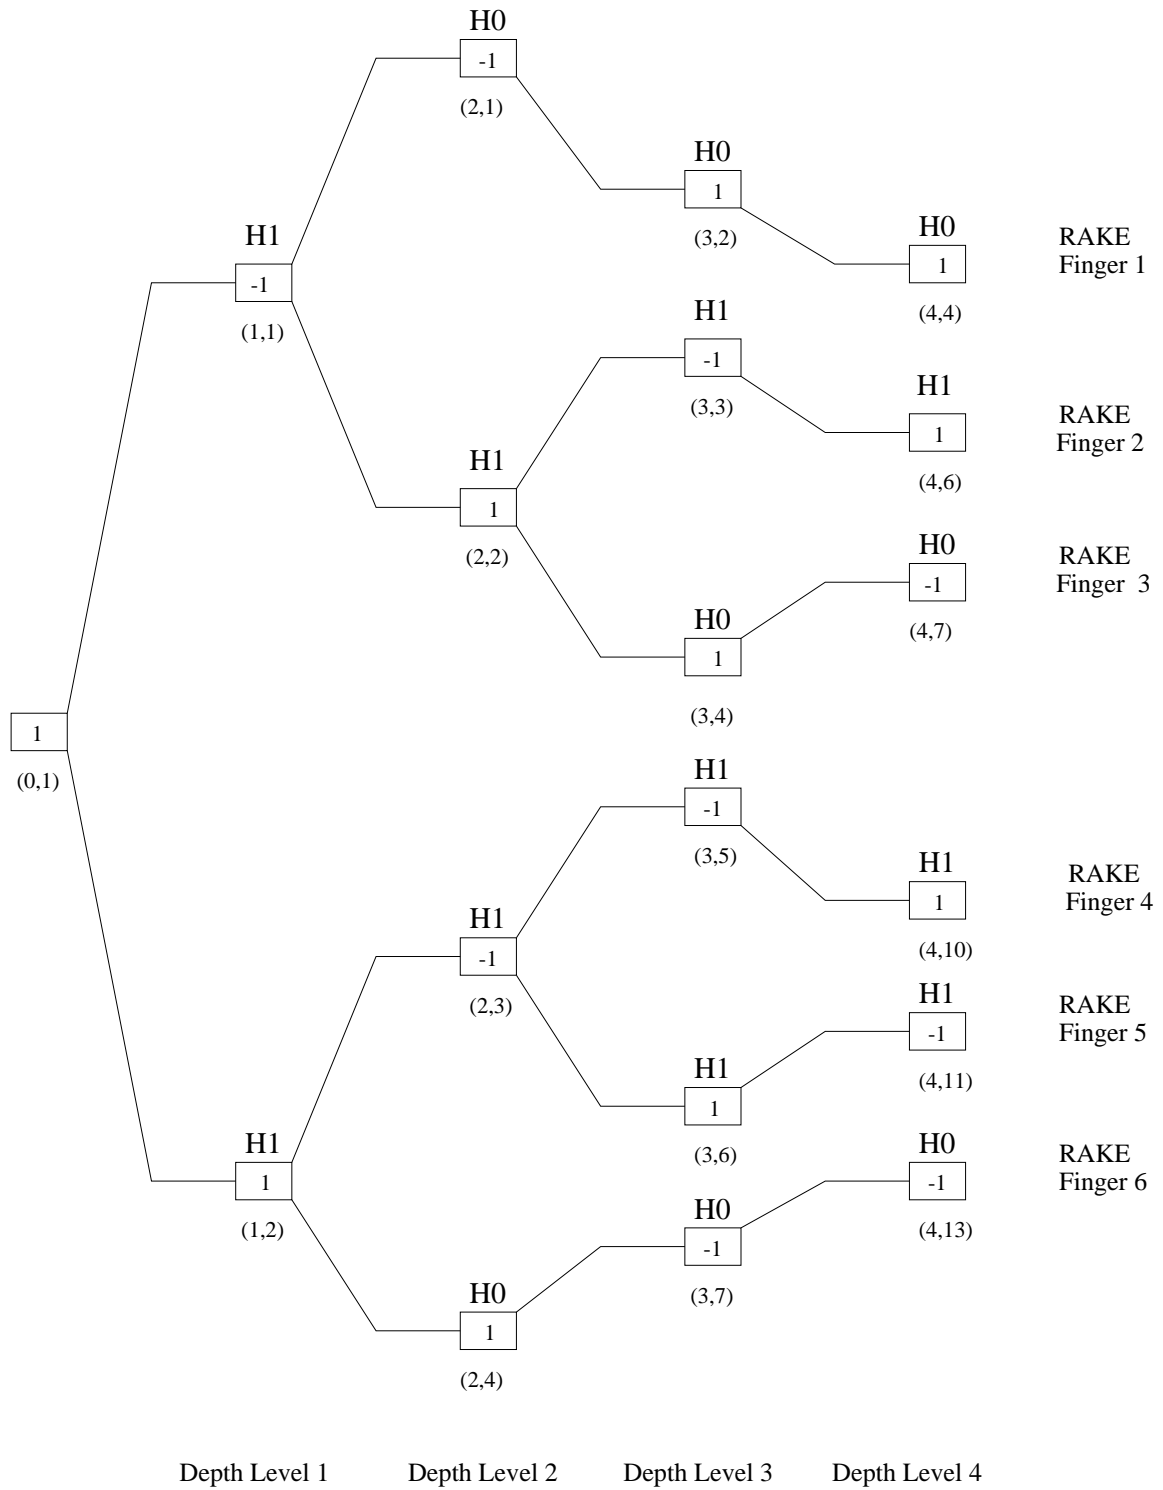 H0
-1
(2,1)
H0
1
(3,2)
H0
1
(4,4)
RAKE
Finger 1
H1
-1
(1,1)
H1
-1
(3,3)
H1
1
(4,6)
RAKE
Finger 2
H1
1
(2,2)
H0
-1
(4,7)
RAKE
Finger 3
H0
1
(3,4)
1
(0,1)
H1
-1
(3,5)
H1
1
(4,10)
RAKE
Finger 4
H1
-1
(2,3)
H1
-1
(4,11)
RAKE
Finger 5
H1
1
(3,6)
H1
1
(1,2)
H0
-1
(4,13)
RAKE
Finger 6
H0
-1
(3,7)
H0
1
(2,4)
Depth Level 1 Depth Level 2 Depth Level 3 Depth Level 4